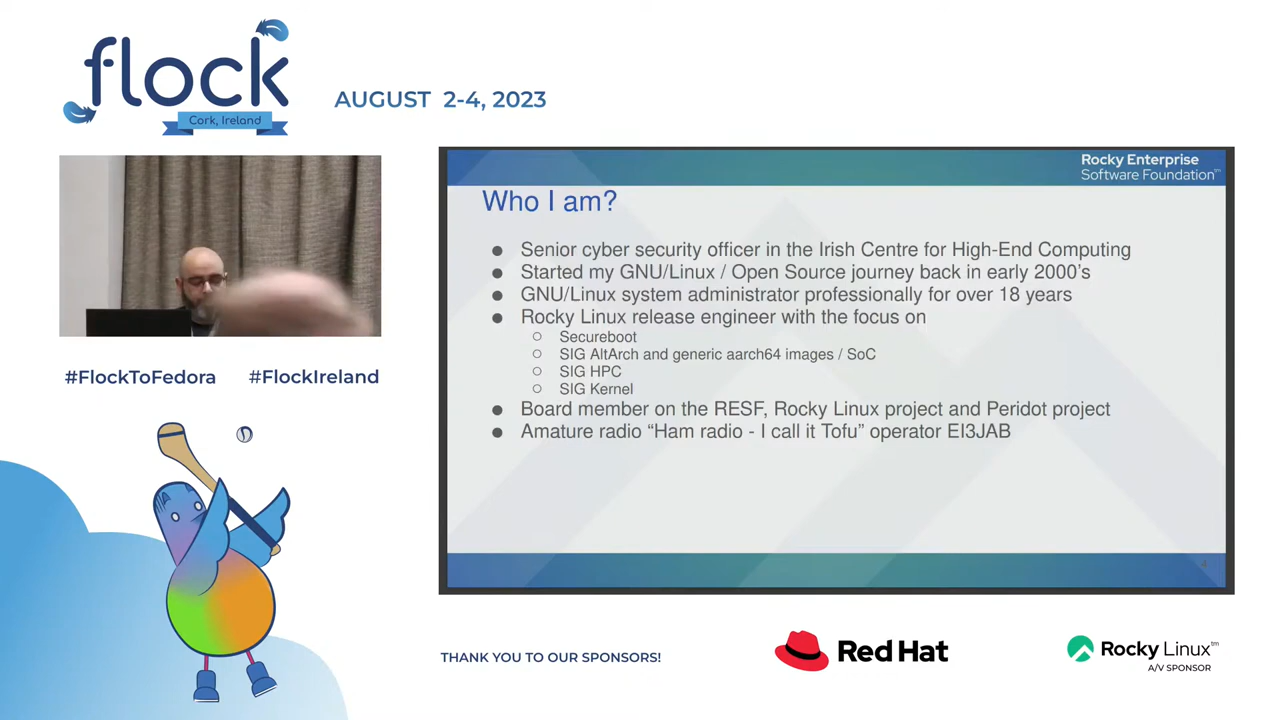 flock
Cork, Ireland
AUGUST 2-4, 2023
Rocky Enterprise
Software Foundation™
Who I am?
● Senior cyber security officer in the Irish Centre for High-End Computing
● Started my GNU/Linux / Open Source journey back in early 2000's
● GNU/Linux system administrator professionally for over 18 years
● Rocky Linux release engineer with the focus on
○ Secureboot
○ SIG AltArch and generic aarch64 images / SoC
○ SIG HPC
○ SIG Kernel
● Board member on the RESF, Rocky Linux project and Peridot project
● Amature radio “Ham radio - I call it Tofu” operator EI3JAB
4
#FlockToFedora #FlockIreland
THANK YOU TO OUR SPONSORS!
Red Hat
Rocky Linux™
A/V SPONSOR